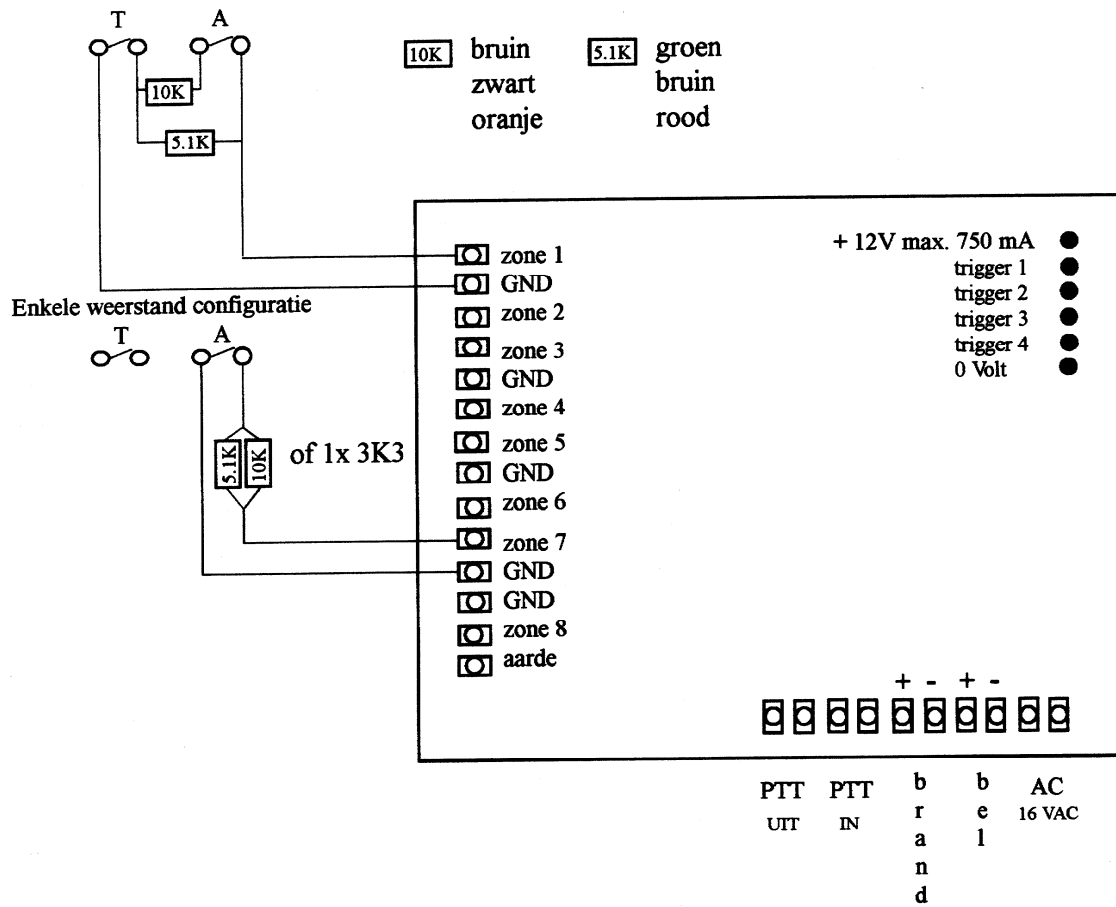 T A
10K
5.1K
10K bruin
zwart
oranje
5.1K groen
bruin
rood
zone 1
GND
zone 2
zone 3
GND
zone 4
zone 5
GND
zone 6
zone 7
GND
GND
zone 8
aarde
Enkele weerstand configuratie
T A
5.1K 10K of 1x 3K3
+ 12V max. 750 mA
trigger 1
trigger 2
trigger 3
trigger 4
0 Volt
+ - + -
PTT UIT
PTT IN
brand
bel
AC
16 VAC